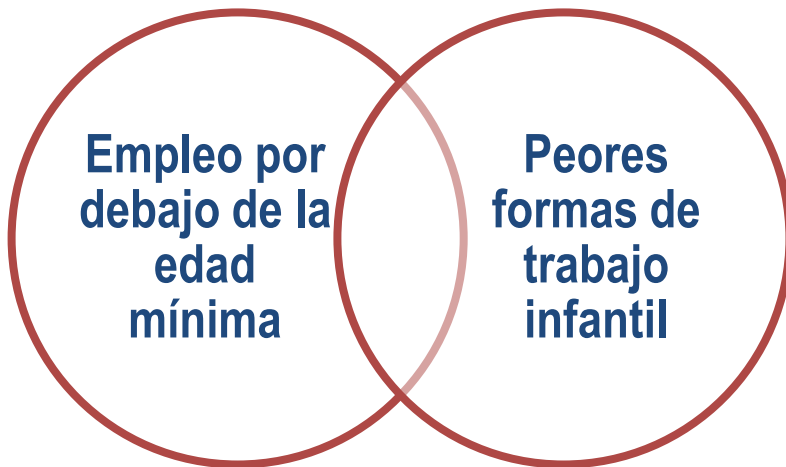 Empleo por
debajo de la
edad
mínima
Peores
formas de
trabajo
infantil